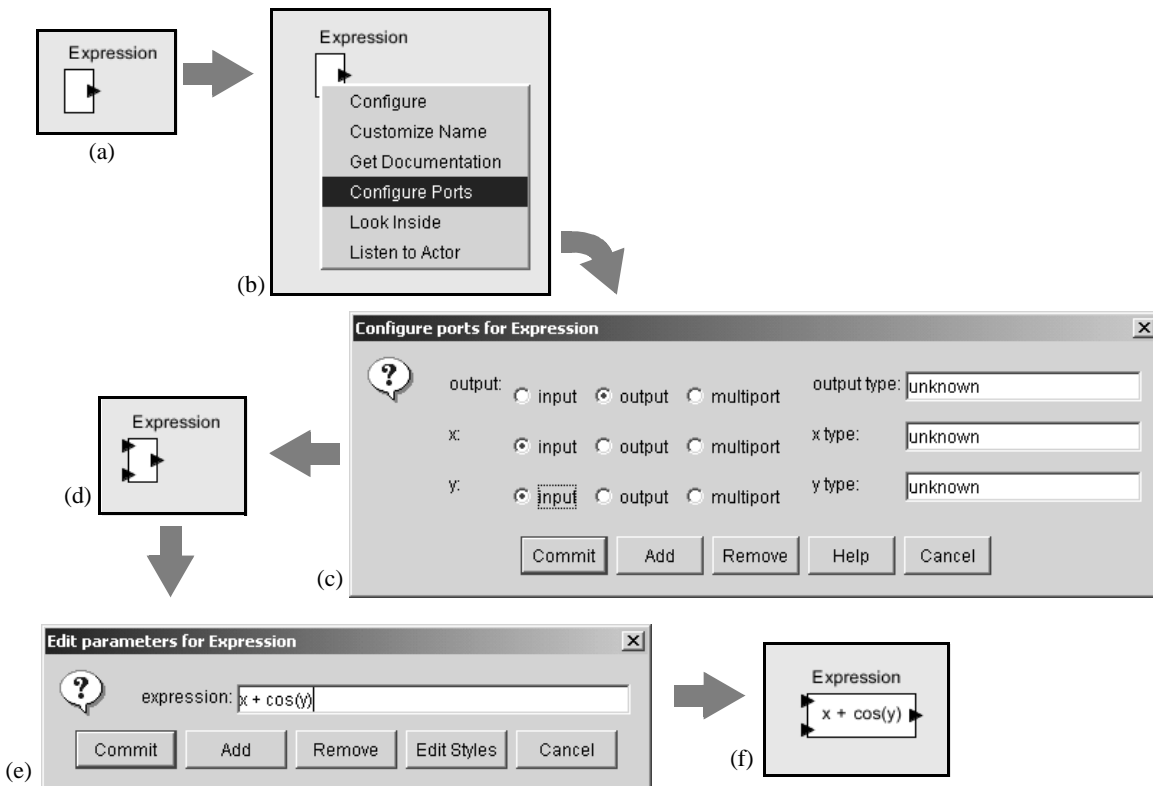 Expression
(a)
Expression
Configure
Customize Name
Get Documentation
Configure Ports
Look Inside
Listen to Actor
(b)
Configure ports for Expression
output: input output multiport output type: unknown
x: input output multiport x type: unknown
y: input output multiport y type: unknown
Commit Add Remove Help Cancel
(c)
Expression
(d)
Edit parameters for Expression
expression: x + cos(y)
Commit Add Remove Edit Styles Cancel
(e)
Expression
x + cos(y)
(f)